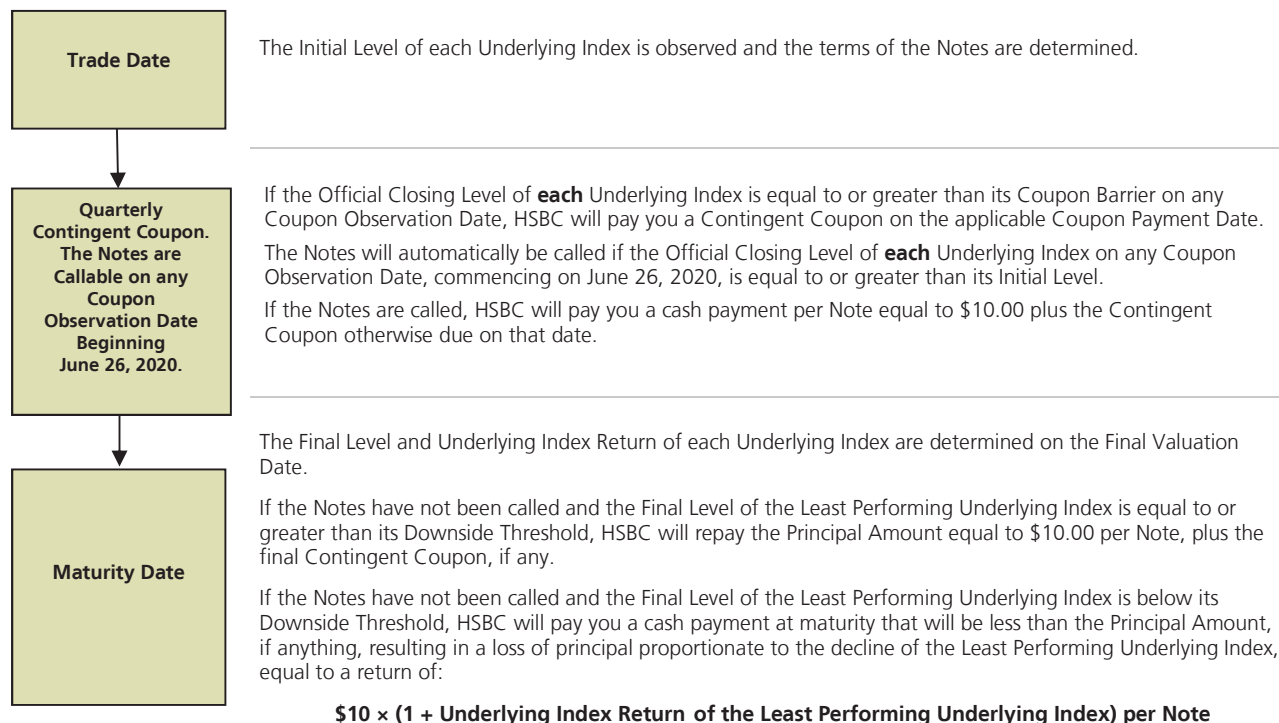 Trade Date
The Initial Level of each Underlying Index is observed and the terms of the Notes are determined.
Quarterly
Contingent Coupon.
The Notes are
Callable on any
Coupon
Observation Date
Beginning
June 26, 2020.
If the Official Closing Level of each Underlying Index is equal to or greater than its Coupon Barrier on any
Coupon Observation Date, HSBC will pay you a Contingent Coupon on the applicable Coupon Payment Date.
The Notes will automatically be called if the Official Closing Level of each Underlying Index on any Coupon
Observation Date, commencing on June 26, 2020, is equal to or greater than its Initial Level.
If the Notes are called, HSBC will pay you a cash payment per Note equal to $10.00 plus the Contingent
Coupon otherwise due on that date.
Maturity Date
The Final Level and Underlying Index Return of each Underlying Index are determined on the Final Valuation
Date.
If the Notes have not been called and the Final Level of the Least Performing Underlying Index is equal to or
greater than its Downside Threshold, HSBC will repay the Principal Amount equal to $10.00 per Note, plus the
final Contingent Coupon, if any.
If the Notes have not been called and the Final Level of the Least Performing Underlying Index is below its
Downside Threshold, HSBC will pay you a cash payment at maturity that will be less than the Principal Amount,
if anything, resulting in a loss of principal proportionate to the decline of the Least Performing Underlying Index,
equal to a return of:
$10 × (1 + Underlying Index Return of the Least Performing Underlying Index) per Note